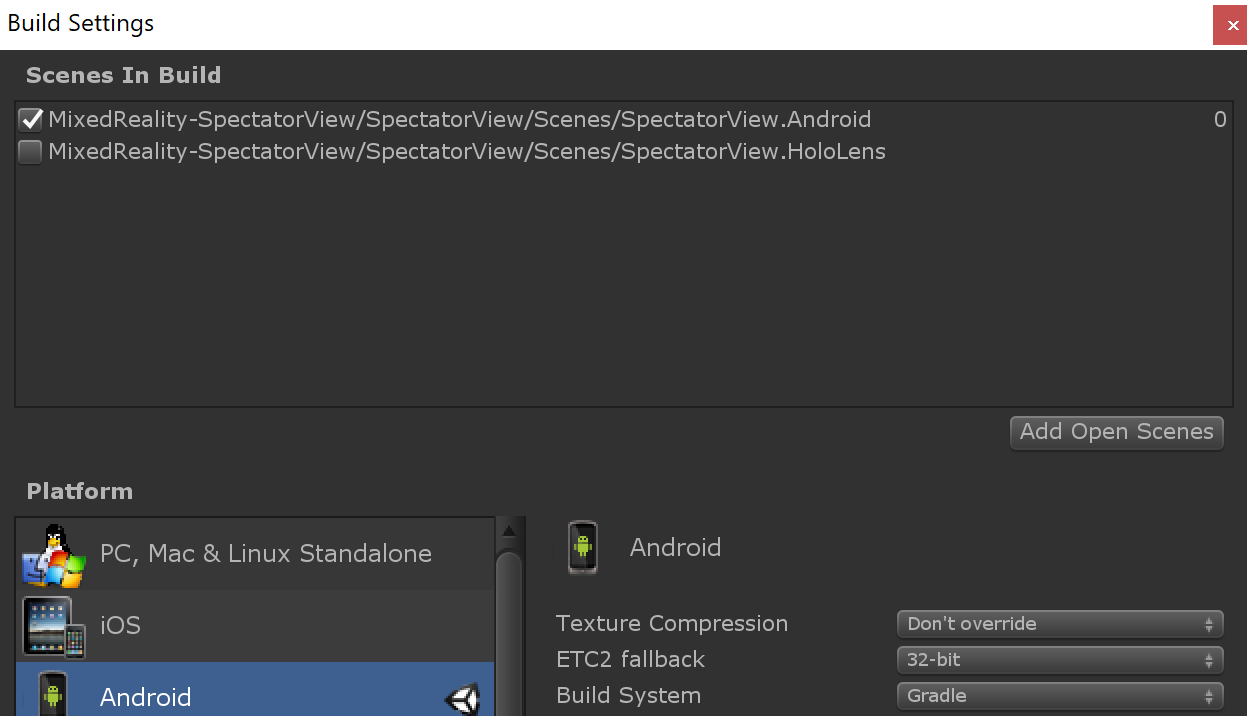 Build Settings
Scenes In Build
MixedReality-SpectatorView/SpectatorView/Scenes/SpectatorView.Android 0
MixedReality-SpectatorView/SpectatorView/Scenes/SpectatorView.HoloLens
Add Open Scenes
Platform
PC, Mac & Linux Standalone
iOS
Android
Android
Texture Compression Don't override
ETC2 fallback 32-bit
Build System Gradle